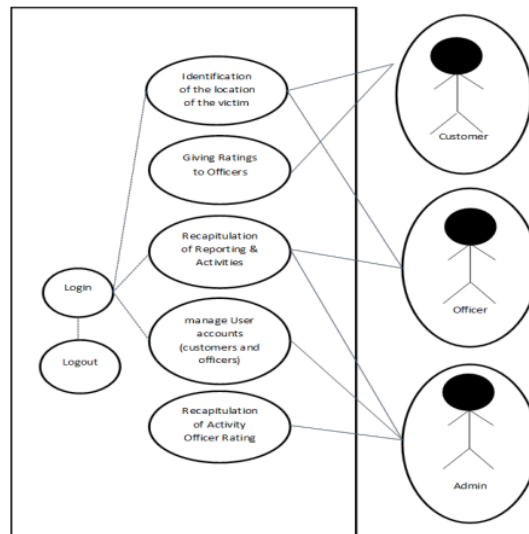 Identification
of the location
of the victim
Customer
Giving Ratings
to Officers
Recapitulation
of Reporting &
Activities
Login
Officer
manage User
accounts
(customers and
officers)
Logout
Recapitulation
of Activity
Officer Rating
Admin